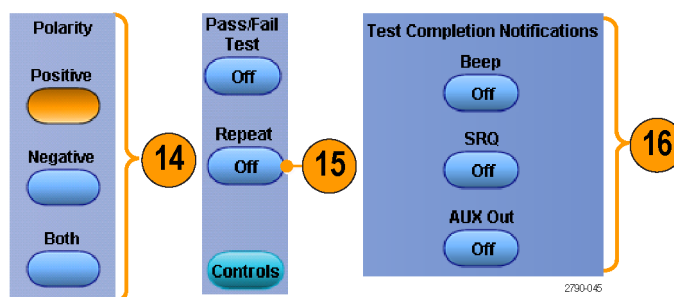 Polarity
Positive
Negative
Both
14
Pass/Fail
Test
Off
Repeat
Off
15
Controls
Test Completion Notifications
Beep
Off
SRQ
Off
AUX Out
Off
16
2790-045